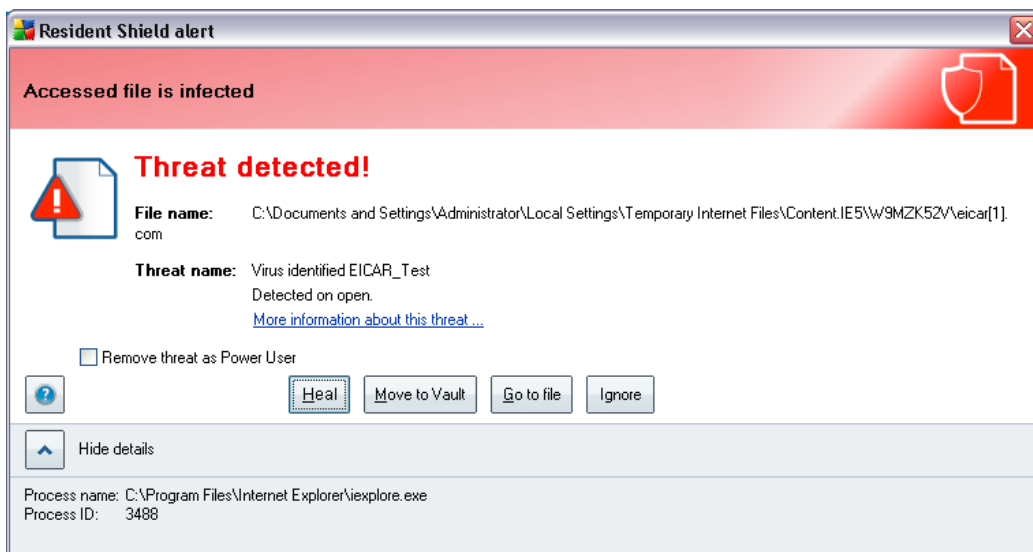 Resident Shield alert
Accessed file is infected
Threat detected!
File name: C:\Documents and Settings\Administrator\Local Settings\Temporary Internet Files\Content.IE5\W9MZK52V\eicar[1].
com
Threat name: Virus identified EICAR_Test
Detected on open.
More information about this threat ...
Remove threat as Power User
Heal Move to Vault Go to file Ignore
Hide details
Process name: C:\Program Files\Internet Explorer\iexplore.exe
Process ID: 3488